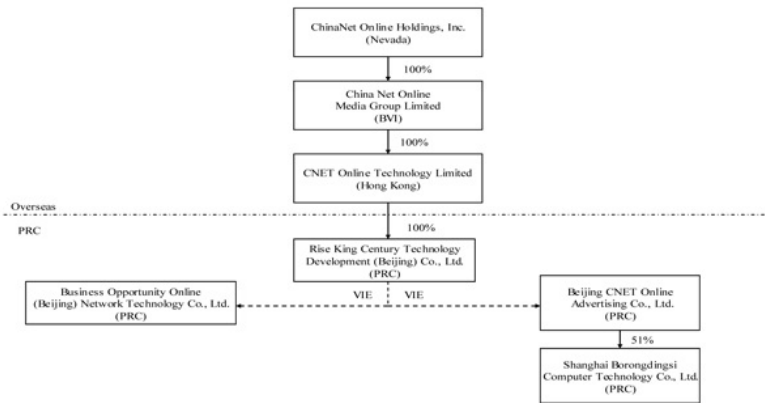 ChinaNet Online Holdings, Inc.
(Nevada)
100%
China Net Online
Media Group Limited
(BVI)
100%
CNET Online Technology Limited
(Hong Kong)
Overseas
PRC
100%
Rise King Century Technology
Development (Beijing) Co., Ltd.
(PRC)
VIE VIE
Business Opportunity Online
(Beijing) Network Technology Co., Ltd.
(PRC)
Beijing CNET Online
Advertising Co., Ltd.
(PRC)
51%
Shanghai Borongdingsi
Computer Technology Co., Ltd.
(PRC)